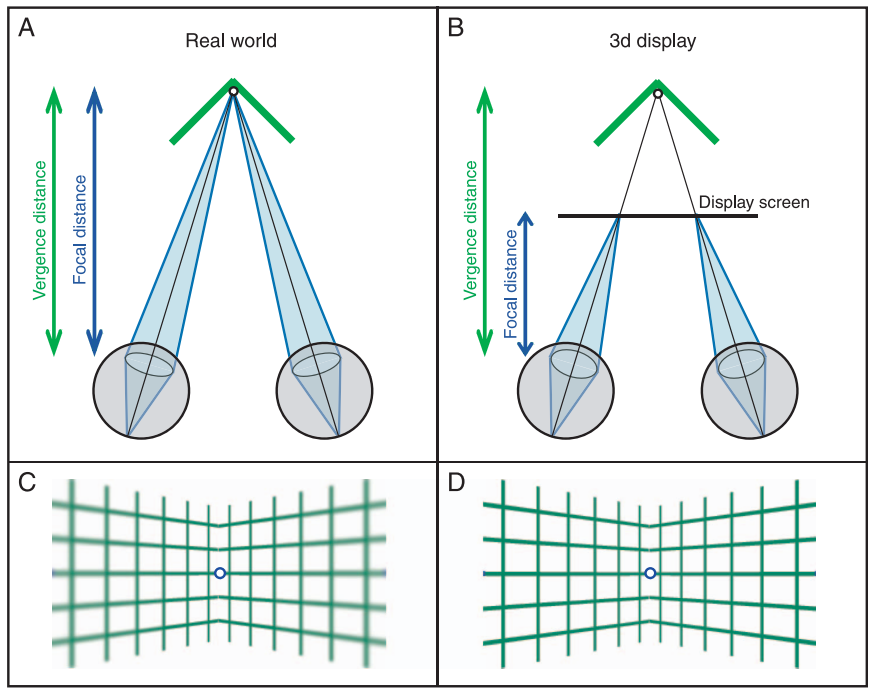 A
Real world
Vergence distance
Focal distance
B
3d display
Vergence distance
Focal distance
Display screen
C
D